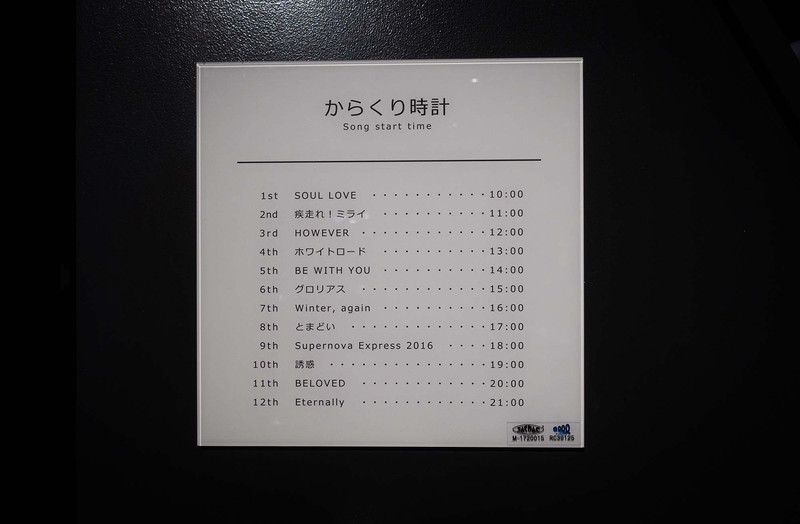 からくり時計
Song start time
1st SOUL LOVE ・・・・・・・・・・・10:00
2nd 疾走れ！ミライ ・・・・・・・・・・11:00
3rd HOWEVER ・・・・・・・・・・・・12:00
4th ホワイトロード ・・・・・・・・・・13:00
5th BE WITH YOU ・・・・・・・・・・14:00
6th グロリアス ・・・・・・・・・・・・15:00
7th Winter, again ・・・・・・・・・・16:00
8th とまどい ・・・・・・・・・・・・・17:00
9th Supernova Express 2016 ・・・・18:00
10th 誘惑 ・・・・・・・・・・・・・・・19:00
11th BELOVED ・・・・・・・・・・・・20:00
12th Eternally ・・・・・・・・・・・・21:00
JASRAC
M-1720015 RC39125